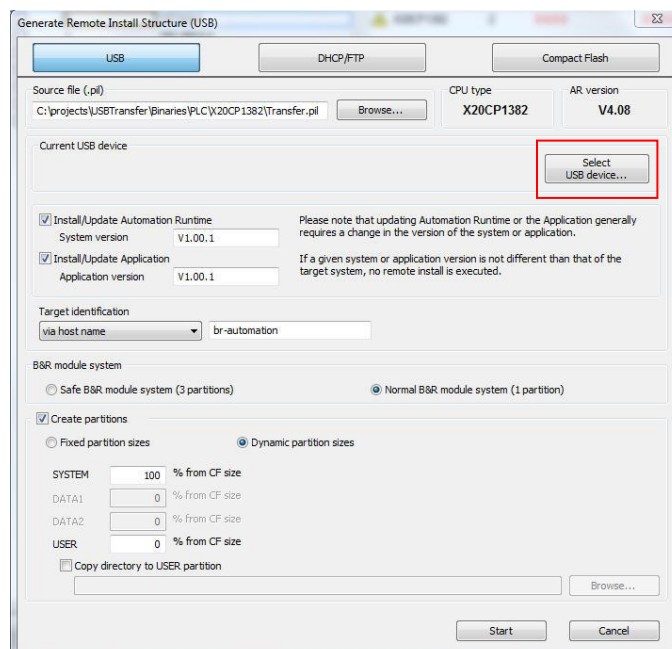 Generate Remote Install Structure (USB)
USB
DHCP/FTP
Compact Flash
Source file (.pil)
CPU type
AR version
C:\projects\USBTransfer\Binaries\PLC\X20CP1382\Transfer.pil
Browse...
X20CP1382
V4.08
Current USB device
Select
USB device...
Install/Update Automation Runtime
System version
V1.00.1
Install/Update Application
Application version
V1.00.1
Please note that updating Automation Runtime or the Application generally
requires a change in the version of the system or application.
If a given system or application version is not different than that of the
target system, no remote install is executed.
Target identification
via host name
br-automation
B&R module system
Safe B&R module system (3 partitions)
Normal B&R module system (1 partition)
Create partitions
Fixed partition sizes
Dynamic partition sizes
SYSTEM 100 % from CF size
DATA1 0 % from CF size
DATA2 0 % from CF size
USER 0 % from CF size
Copy directory to USER partition
Browse...
Start
Cancel